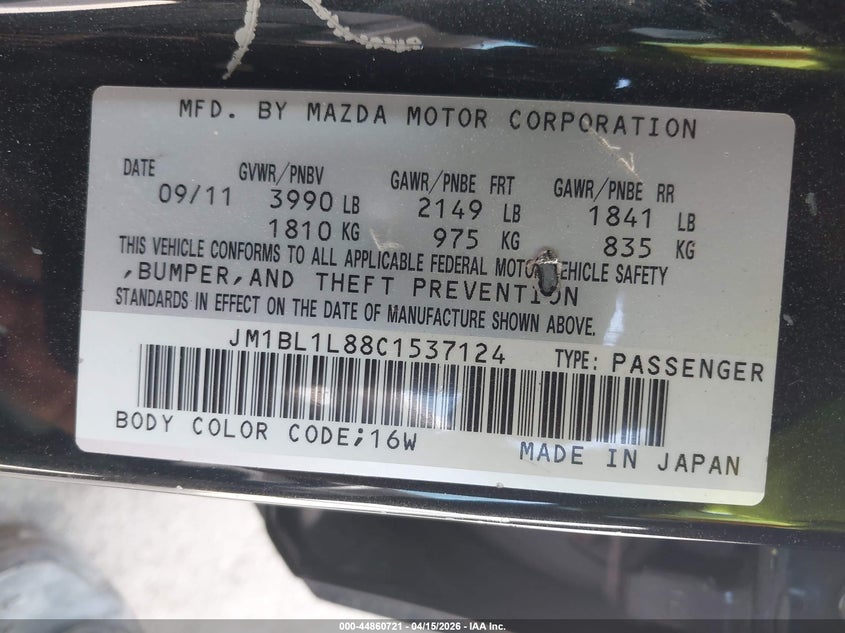 MFD. BY MAZDA MOTOR CORPORATION
DATE GVWR/PNBV GAWR/PNBE FRT GAWR/PNBE RR
09/11 3990 LB 2149 LB 1841 LB
1810 KG 975 KG 835 KG
THIS VEHICLE CONFORMS TO ALL APPLICABLE FEDERAL MOTOR VEHICLE SAFETY
,BUMPER,AND THEFT PREVENTION
STANDARDS IN EFFECT ON THE DATE OF MANUFACTURE SHOWN ABOVE.
JM1BL1L88C1537124 TYPE: PASSENGER
BODY COLOR CODE;16W MADE IN JAPAN
000-44860721 - 04/15/2026 - IAA Inc.